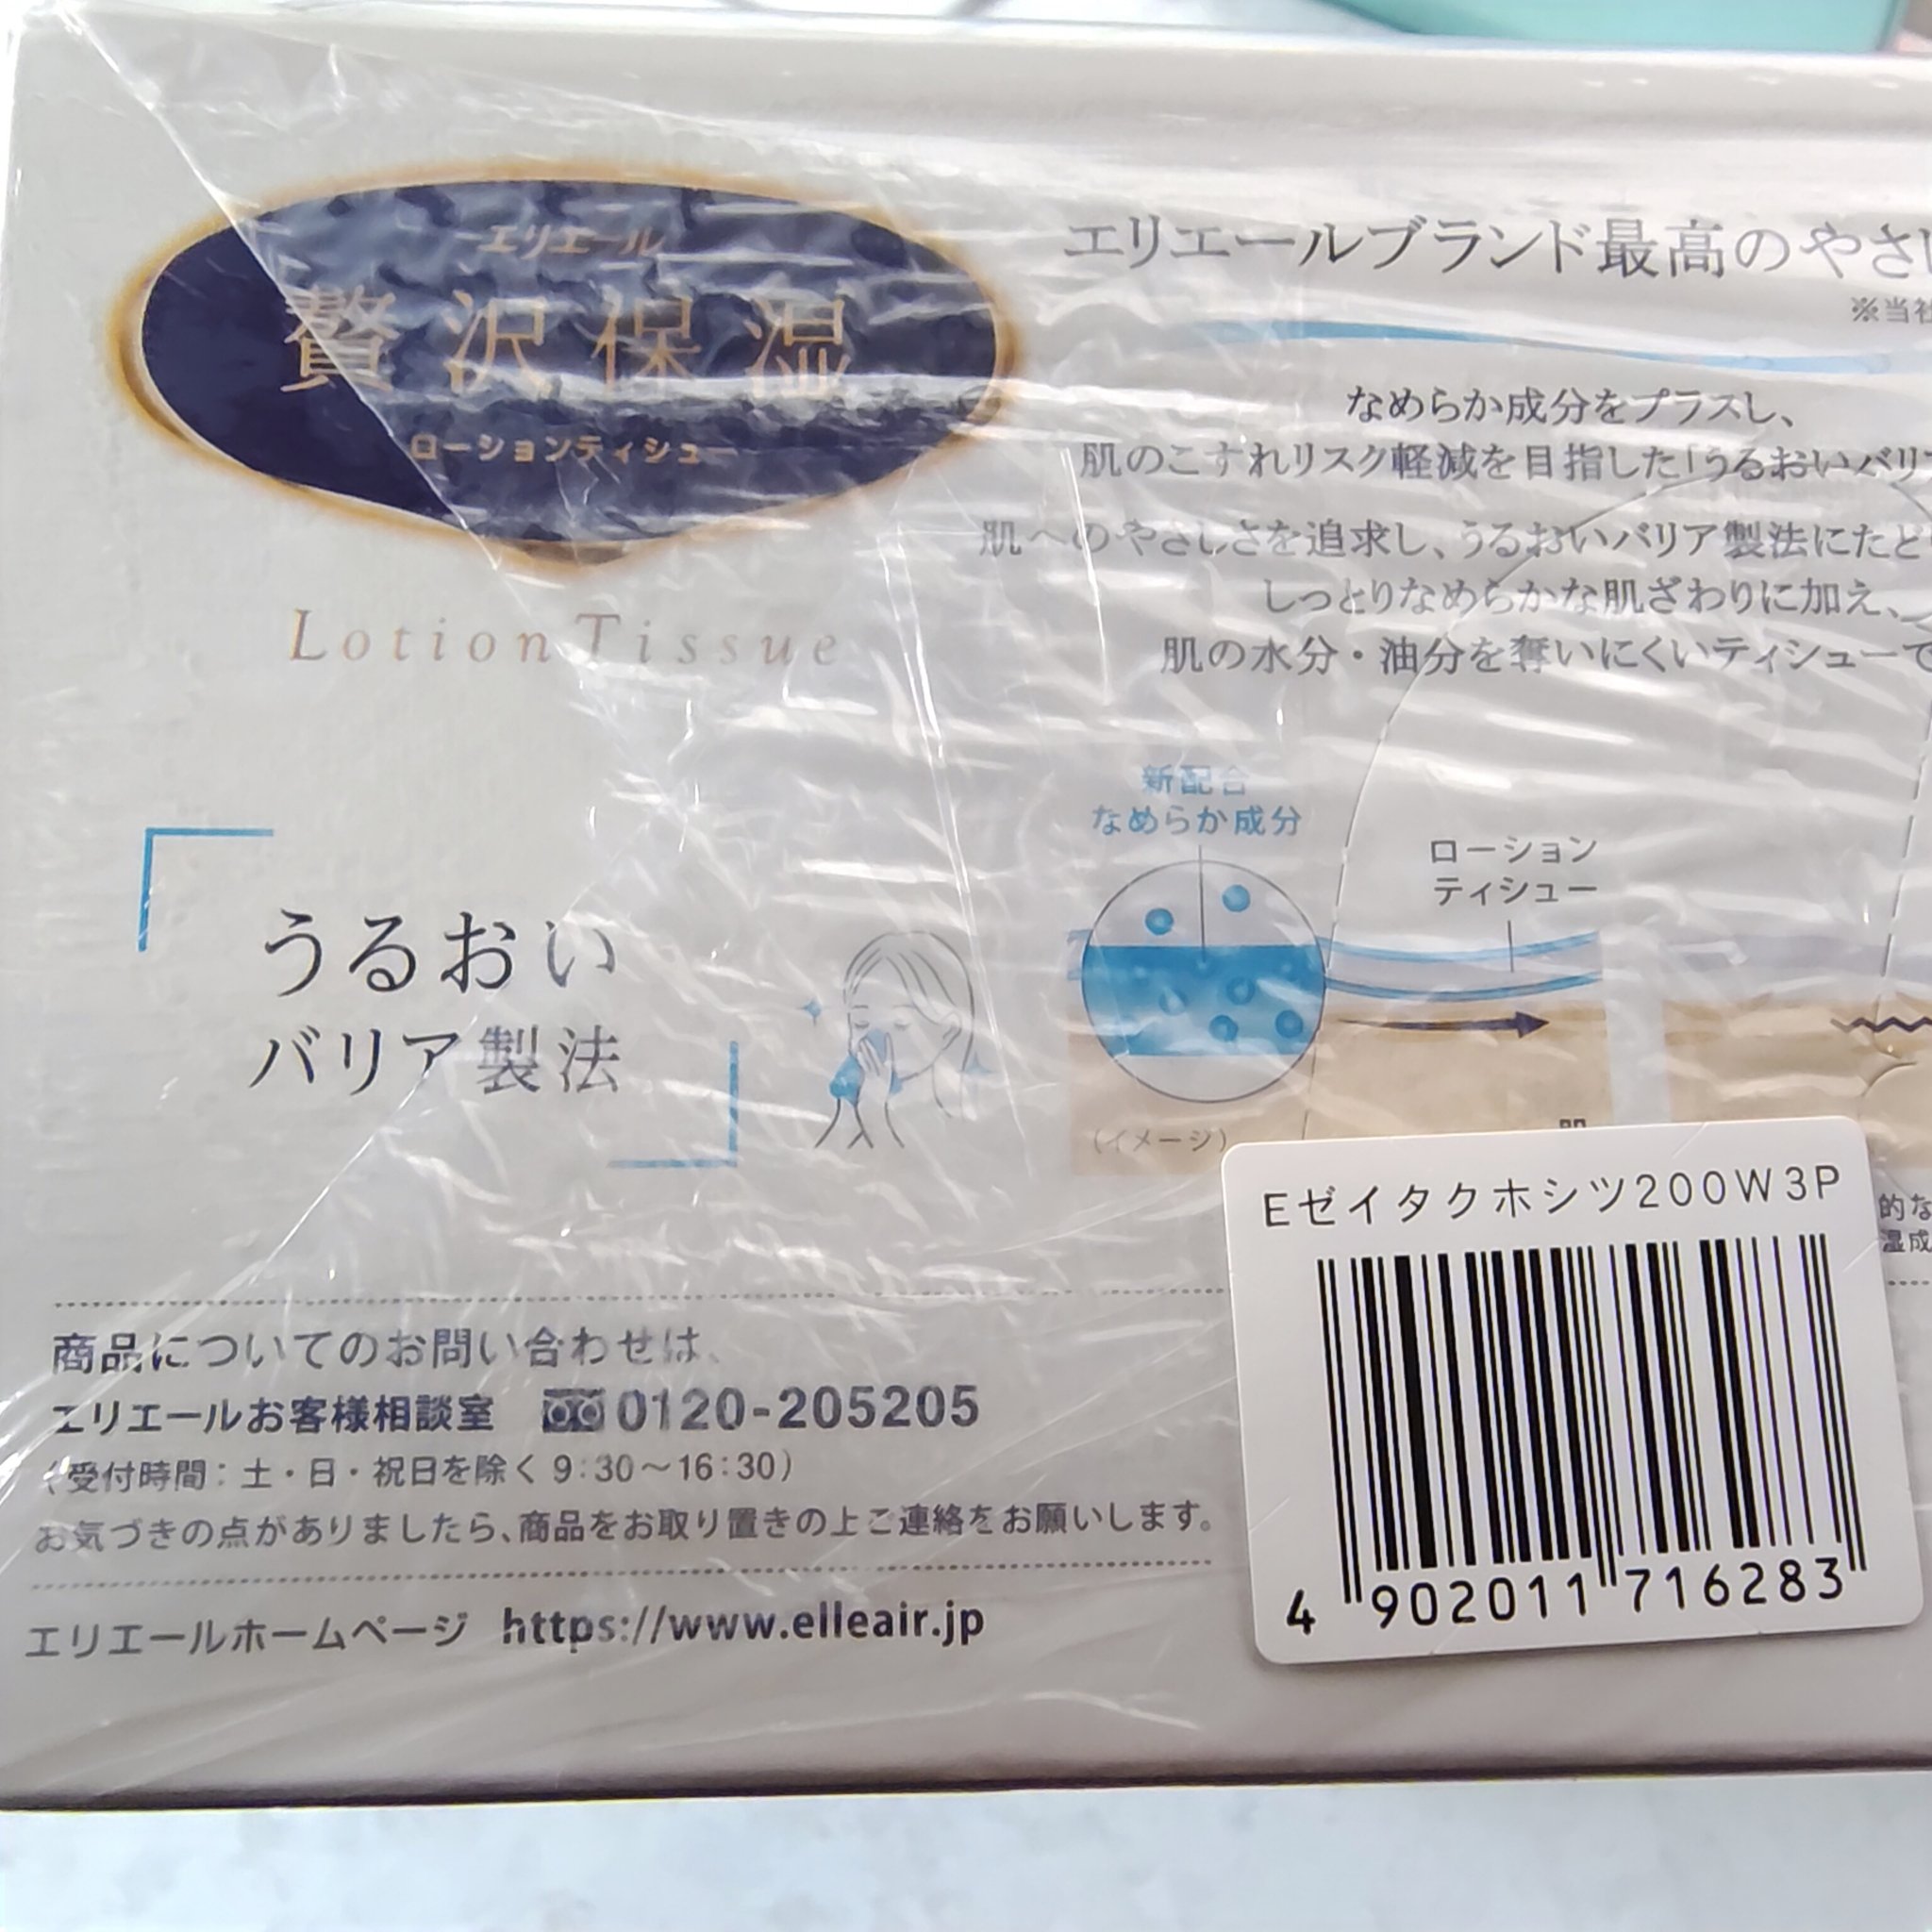 エリエール
贅沢保湿
ローションティシュー
Lotion Tissue
エリエールブランド最高のやさし
※当社
なめらか成分をプラスし、
肌のこすれリスク軽減を目指した「うるおいバリア
肌へのやさしさを追求し、うるおいバリア製法にたど
しっとりなめらかな肌ざわりに加え、
肌の水分・油分を奪いにくいティシューで
新配合
なめらか成分
ローション
ティシュー
うるおい
バリア製法
(イメージ)
肌
的な
湿成
商品についてのお問い合わせは、
エリエールお客様相談室 0120-205205
(受付時間：土・日・祝日を除く 9:30〜16:30)
お気づきの点がありましたら、商品をお取り置きの上ご連絡をお願いします。
エリエールホームページ https://www.elleair.jp
Eゼイタクホシツ200W3P
4 902011 716283